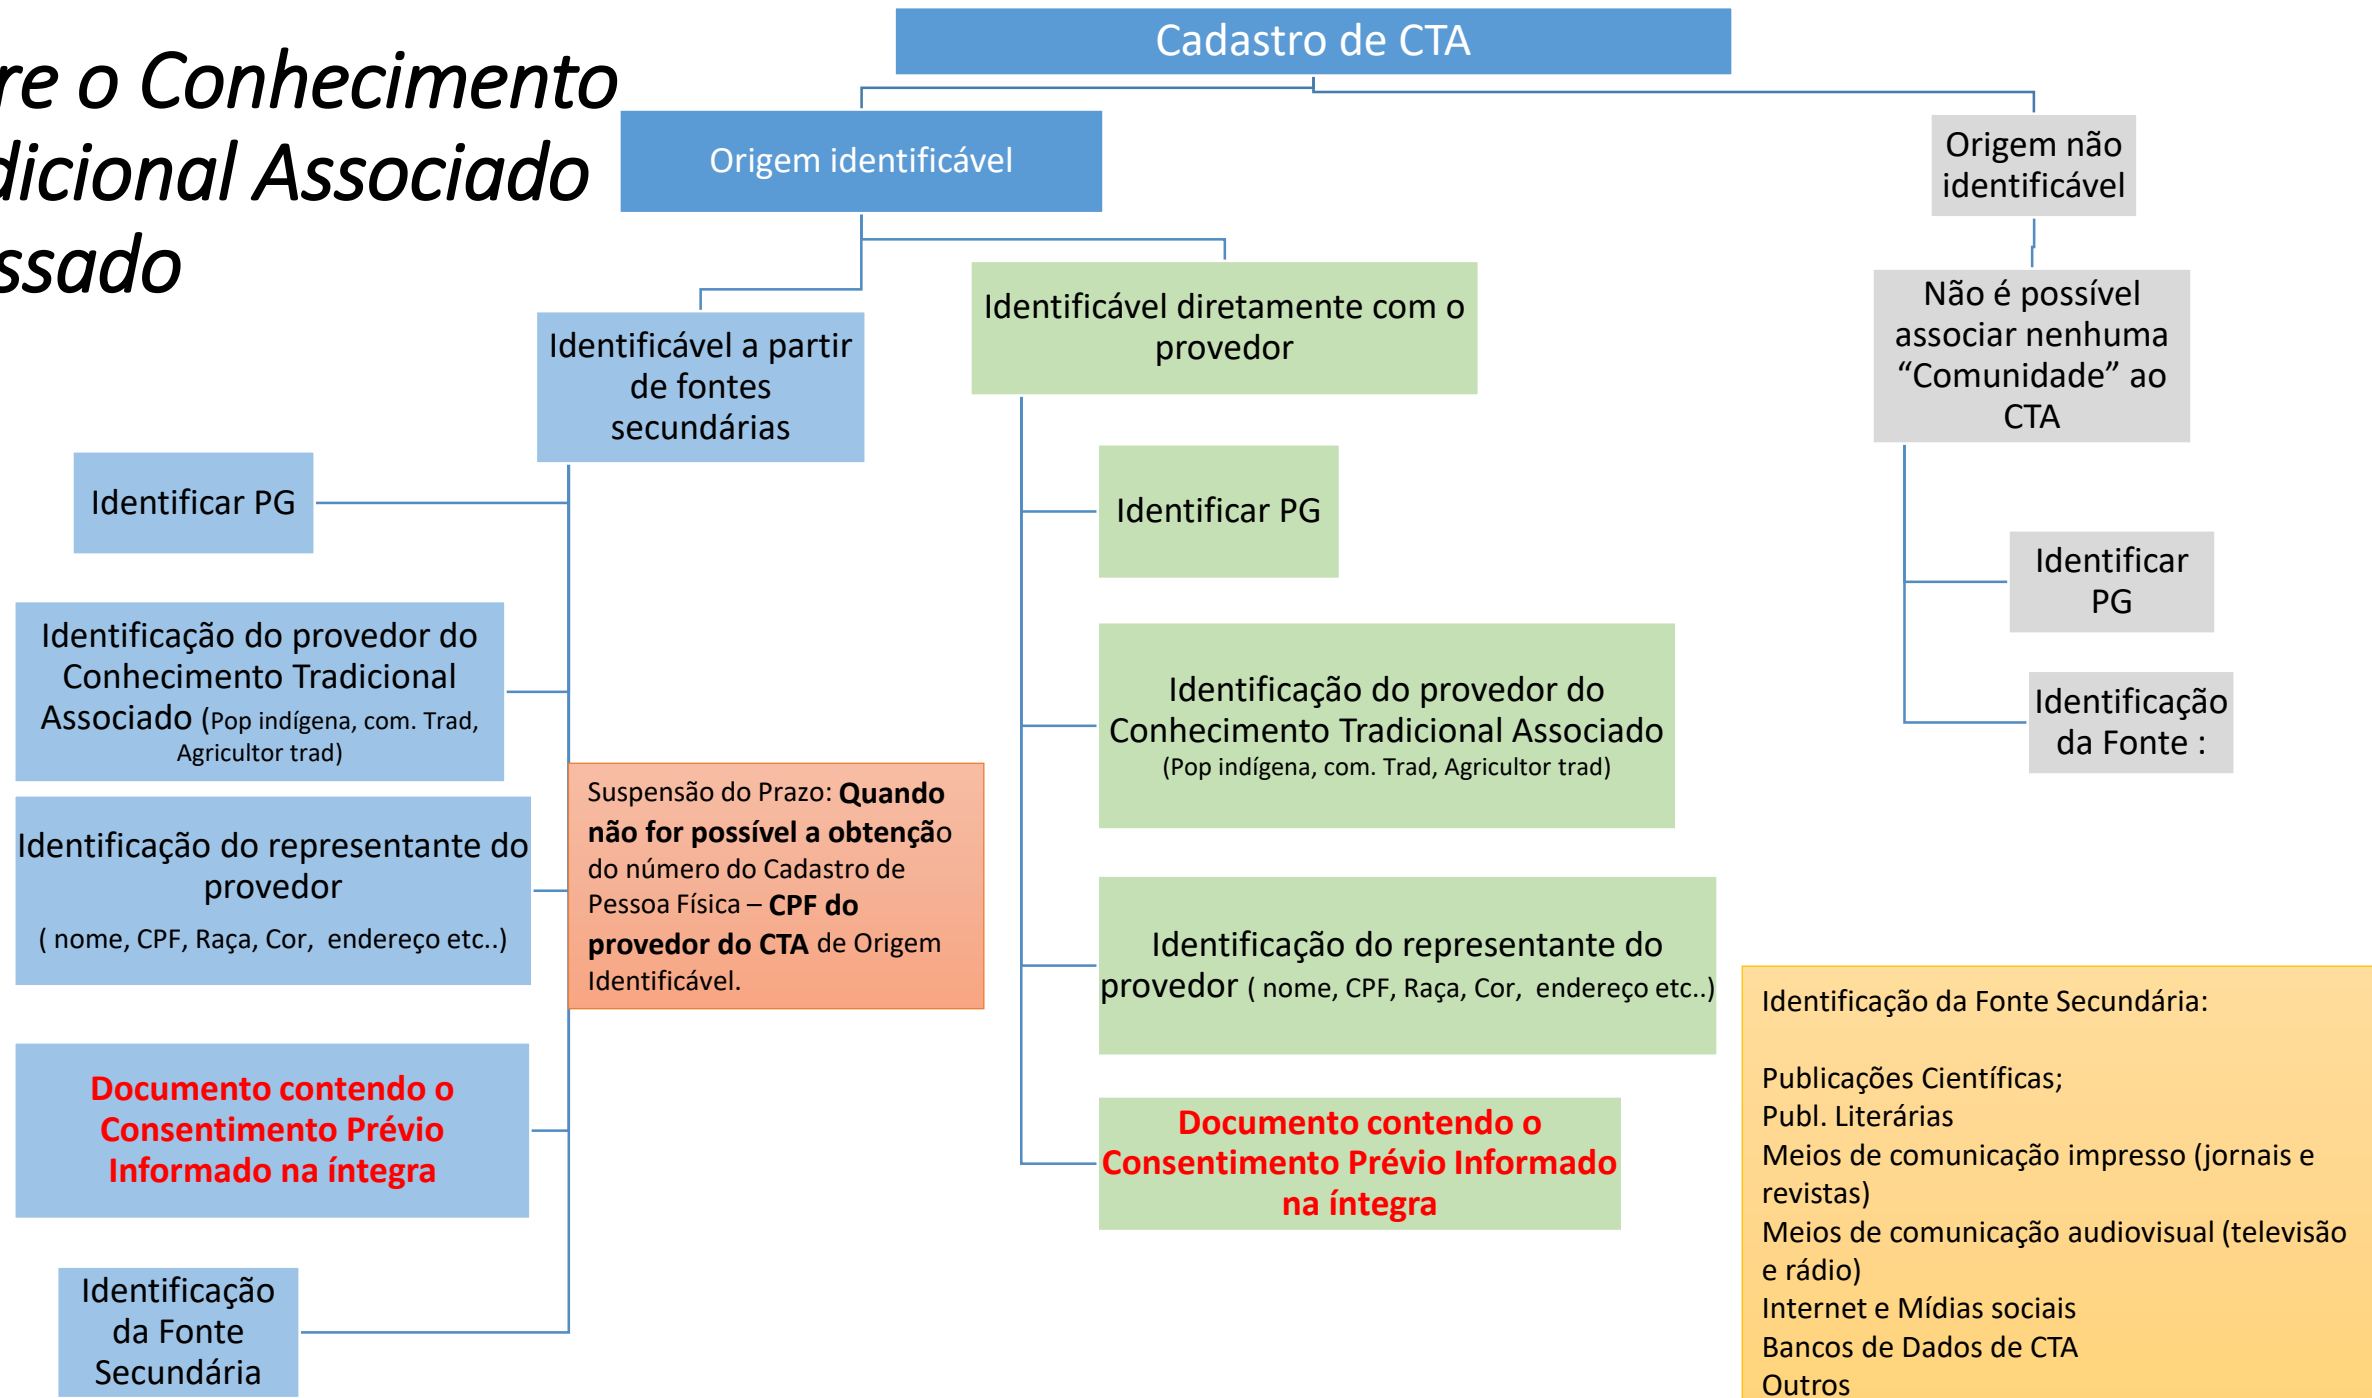 re o Conhecimento
dicional Associado
ssado
Cadastro de CTA
Origem identificável
Origem não
identificável
Identificável a partir
de fontes
secundárias
Identificável diretamente com o
provedor
Não é possível
associar nenhuma
“Comunidade” ao
CTA
Identificar PG
Identificação do provedor do
Conhecimento Tradicional
Associado (Pop indígena, com. Trad,
Agricultor trad)
Identificação do representante do
provedor
( nome, CPF, Raça, Cor, endereço etc..)
Documento contendo o
Consentimento Prévio
Informado na íntegra
Identificação
da Fonte
Secundária
Suspensão do Prazo: Quando
não for possível a obtenção
do número do Cadastro de
Pessoa Física – CPF do
provedor do CTA de Origem
Identificável.
Identificar PG
Identificação do provedor do
Conhecimento Tradicional Associado
(Pop indígena, com. Trad, Agricultor trad)
Identificação do representante do
provedor ( nome, CPF, Raça, Cor, endereço etc..)
Documento contendo o
Consentimento Prévio Informado
na íntegra
Identificar
PG
Identificação
da Fonte :
Identificação da Fonte Secundária:
Publicações Científicas;
Publ. Literárias
Meios de comunicação impresso (jornais e
revistas)
Meios de comunicação audiovisual (televisão
e rádio)
Internet e Mídias sociais
Bancos de Dados de CTA
Outros